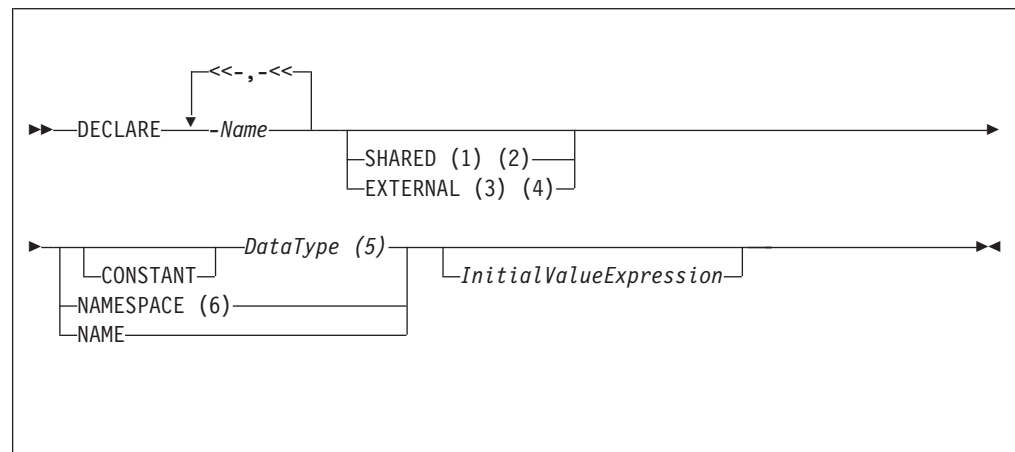 <<-,-<<
DECLARE -Name
SHARED (1) (2)
EXTERNAL (3) (4)
DataType (5)
CONSTANT InitialValueExpression
NAMESPACE (6)
NAME